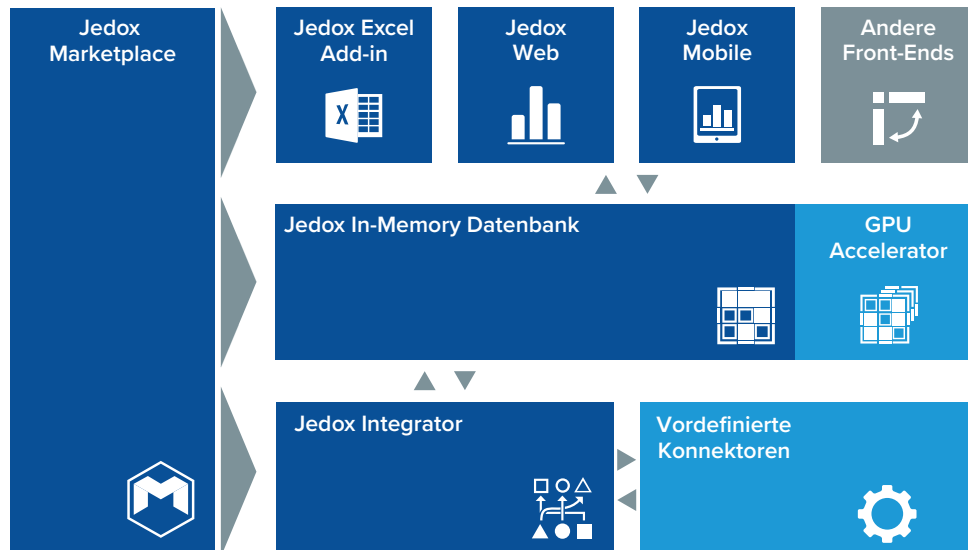 Jedox
Marketplace
Jedox Excel
Add-in
Jedox
Web
Jedox
Mobile
Andere
Front-Ends
Jedox In-Memory Datenbank
GPU
Accelerator
Jedox Integrator
Vordefinierte
Konnektoren